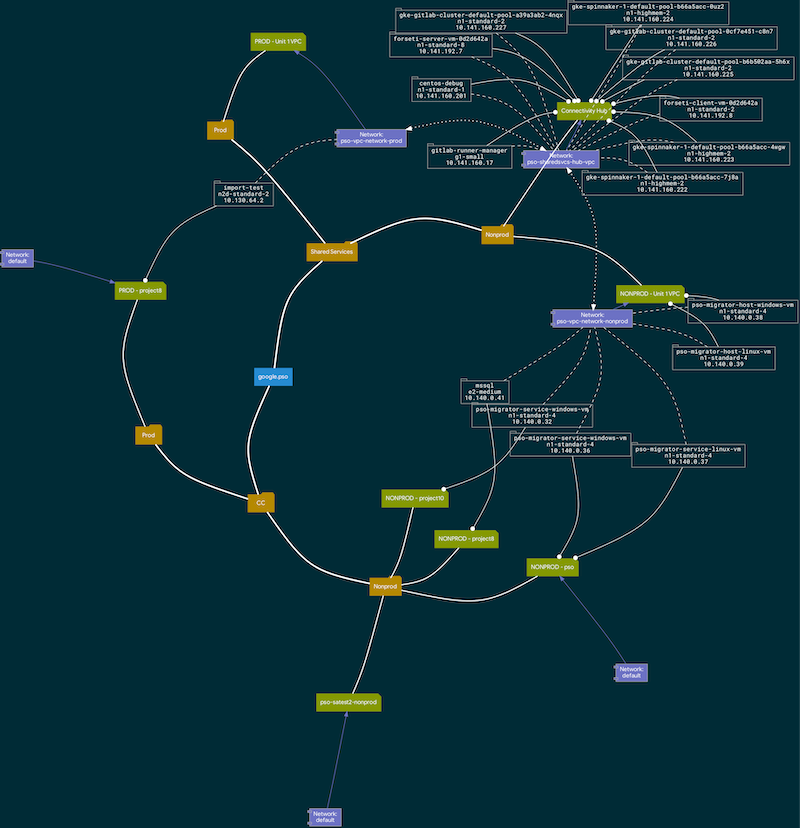 gke-spinnaker-1-default-pool-b66a5acc-0uz2
n1-highmem-2
10.141.160.224
gke-gitlab-cluster-default-pool-a39a3ab2-4nqx
n1-standard-2
10.141.160.227
gke-gitlab-cluster-default-pool-0cf7e451-c8n7
n1-standard-2
10.141.160.226
forseti-server-vm-0d2d642a
n1-standard-8
10.141.192.7
PROD - Unit 1 VPC
gke-gitlab-cluster-default-pool-b6b502aa-5h6x
n1-standard-2
10.141.160.225
centos-debug
n1-standard-1
10.141.160.201
forseti-client-vm-0d2d642a
n1-standard-2
10.141.192.8
Connectivity Hub
Prod
Network:
pso-vpc-network-prod
gitlab-runner-manager
g1-small
10.141.160.17
Network:
pso-sharedsvcs-hub-vpc
gke-spinnaker-1-default-pool-b66a5acc-4wgw
n1-highmem-2
10.141.160.223
gke-spinnaker-1-default-pool-b66a5acc-7j8a
n1-highmem-2
10.141.160.222
import-test
n2d-standard-2
10.130.64.2
Nonprod
Shared Services
Network:
default
PROD - project8
NONPROD - Unit 1 VPC
pso-migrator-host-windows-vm
n1-standard-4
10.140.0.38
Network:
pso-vpc-network-nonprod
pso-migrator-host-linux-vm
n1-standard-4
10.140.0.39
google.pso
mssql
e2-medium
10.140.0.41
pso-migrator-service-windows-vm
n1-standard-4
10.140.0.32
Prod
pso-migrator-service-windows-vm
n1-standard-4
10.140.0.36
pso-migrator-service-linux-vm
n1-standard-4
10.140.0.37
NONPROD - project10
CC
NONPROD - project8
NONPROD - pso
Nonprod
Network:
default
pso-satest2-nonprod
Network:
default